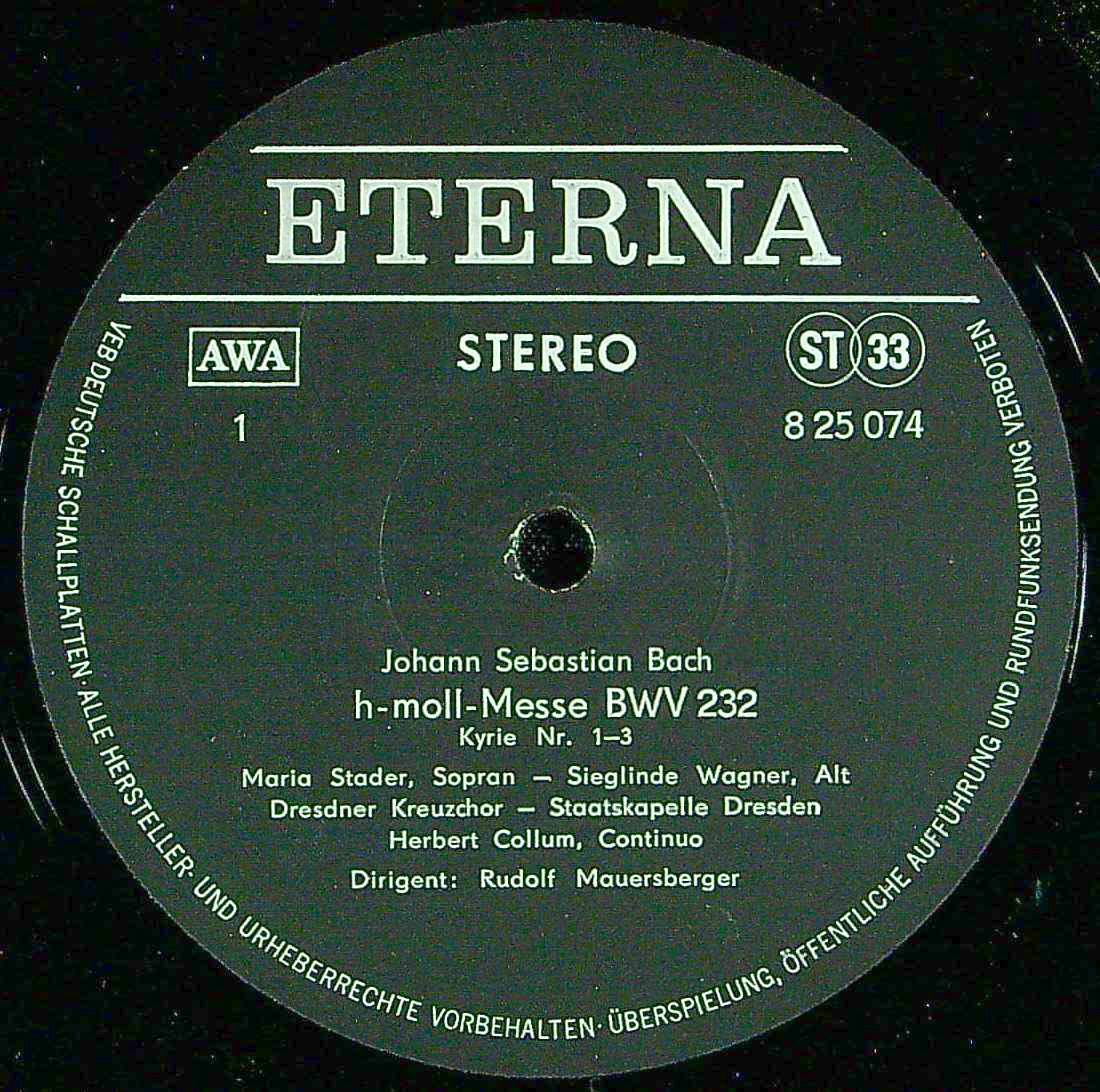 ETERNA
AWA
STEREO
ST 33
1
8 25 074
Johann Sebastian Bach
h-moll-Messe BWV 232
Kyrie Nr. 1–3
Maria Stader, Sopran – Sieglinde Wagner, Alt
Dresdner Kreuzchor – Staatskapelle Dresden
Herbert Collum, Continuo
Dirigent: Rudolf Mauersberger
VEB DEUTSCHE SCHALLPLATTEN · ALLE HERSTELLER- UND URHEBERRECHTE VORBEHALTEN · ÜBERSPIELUNG, ÖFFENTLICHE AUFFÜHRUNG UND RUNDFUNKSENDUNG VERBOTEN